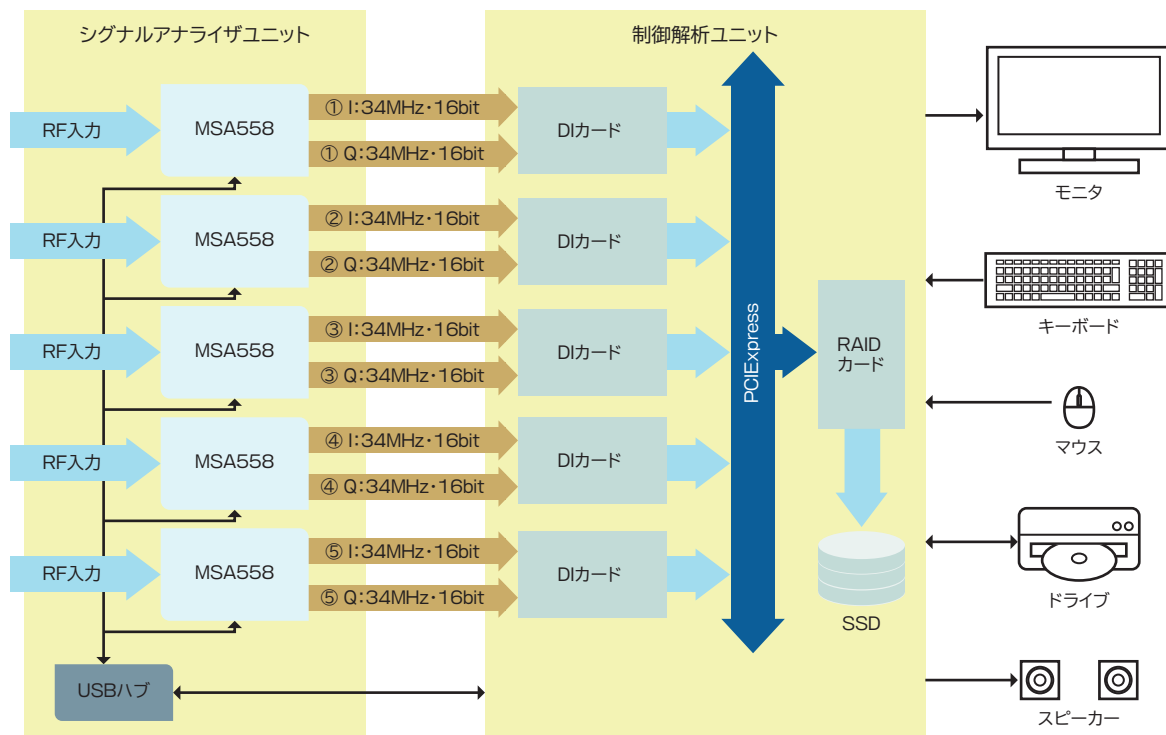 シグナルアナライザユニット
制御解析ユニット
RF入力
MSA558
① I:34MHz・16bit
① Q:34MHz・16bit
DIカード
RF入力
MSA558
② I:34MHz・16bit
② Q:34MHz・16bit
DIカード
RF入力
MSA558
③ I:34MHz・16bit
③ Q:34MHz・16bit
DIカード
RF入力
MSA558
④ I:34MHz・16bit
④ Q:34MHz・16bit
DIカード
RF入力
MSA558
⑤ I:34MHz・16bit
⑤ Q:34MHz・16bit
DIカード
USBハブ
PCIExpress
RAID
カード
SSD
モニタ
キーボード
マウス
ドライブ
スピーカー